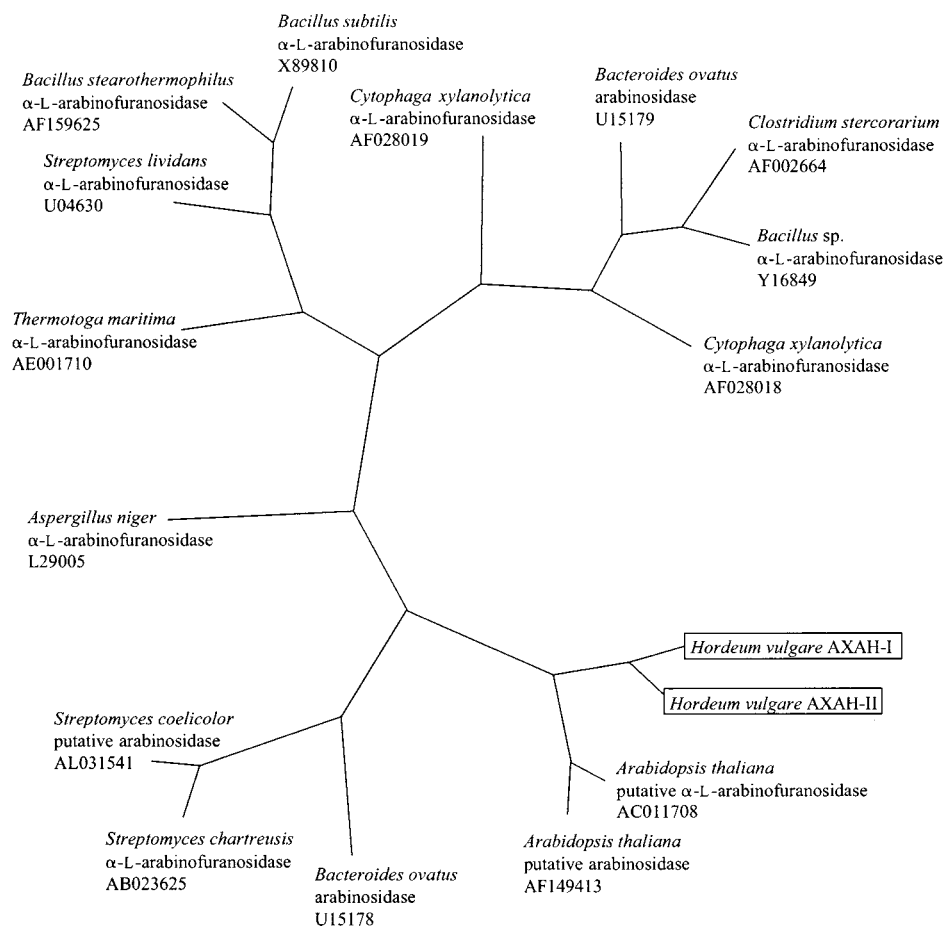 Bacillus subtilis
α-L-arabinofuranosidase
X89810
Bacillus stearothermophilus
α-L-arabinofuranosidase
AF159625
Streptomyces lividans
α-L-arabinofuranosidase
U04630
Thermotoga maritima
α-L-arabinofuranosidase
AE001710
Cytophaga xylanolytica
α-L-arabinofuranosidase
AF028019
Bacteroides ovatus
arabinosidase
U15179
Clostridium stercorarium
α-L-arabinofuranosidase
AF002664
Bacillus sp.
α-L-arabinofuranosidase
Y16849
Cytophaga xylanolytica
α-L-arabinofuranosidase
AF028018
Aspergillus niger
α-L-arabinofuranosidase
L29005
Hordeum vulgare AXAH-I
Hordeum vulgare AXAH-II
Streptomyces coelicolor
putative arabinosidase
AL031541
Streptomyces chartreusis
α-L-arabinofuranosidase
AB023625
Bacteroides ovatus
arabinosidase
U15178
Arabidopsis thaliana
putative α-L-arabinofuranosidase
AC011708
Arabidopsis thaliana
putative arabinosidase
AF149413